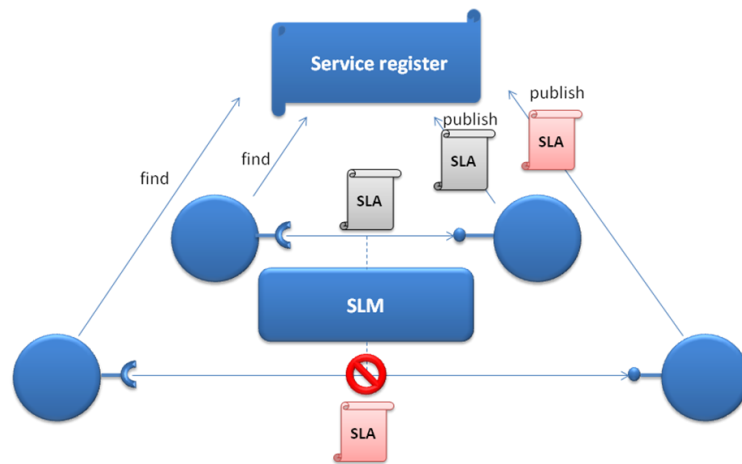 Service register
publish
publish
SLA
SLA
find
find
SLA
SLM
SLA